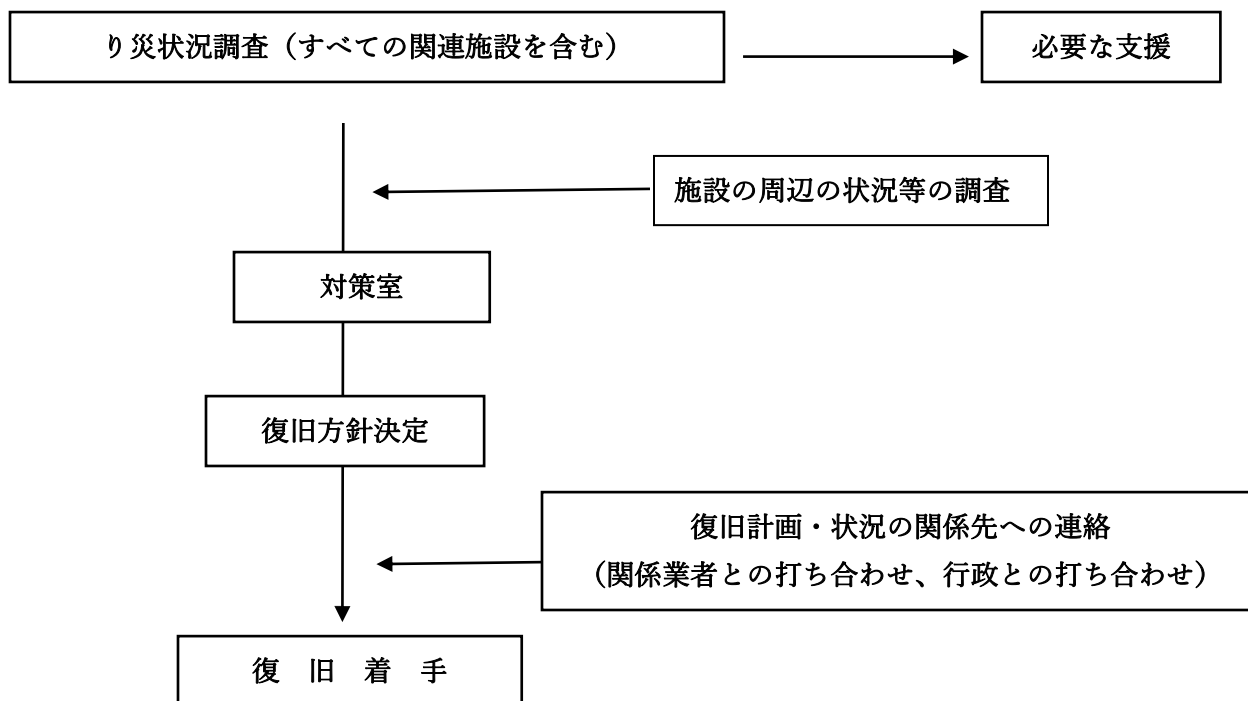 り災状況調査（すべての関連施設を含む）
必要な支援
施設の周辺の状況等の調査
対策室
復旧方針決定
復旧計画・状況の関係先への連絡
（関係業者との打ち合わせ、行政との打ち合わせ）
復　旧　着　手